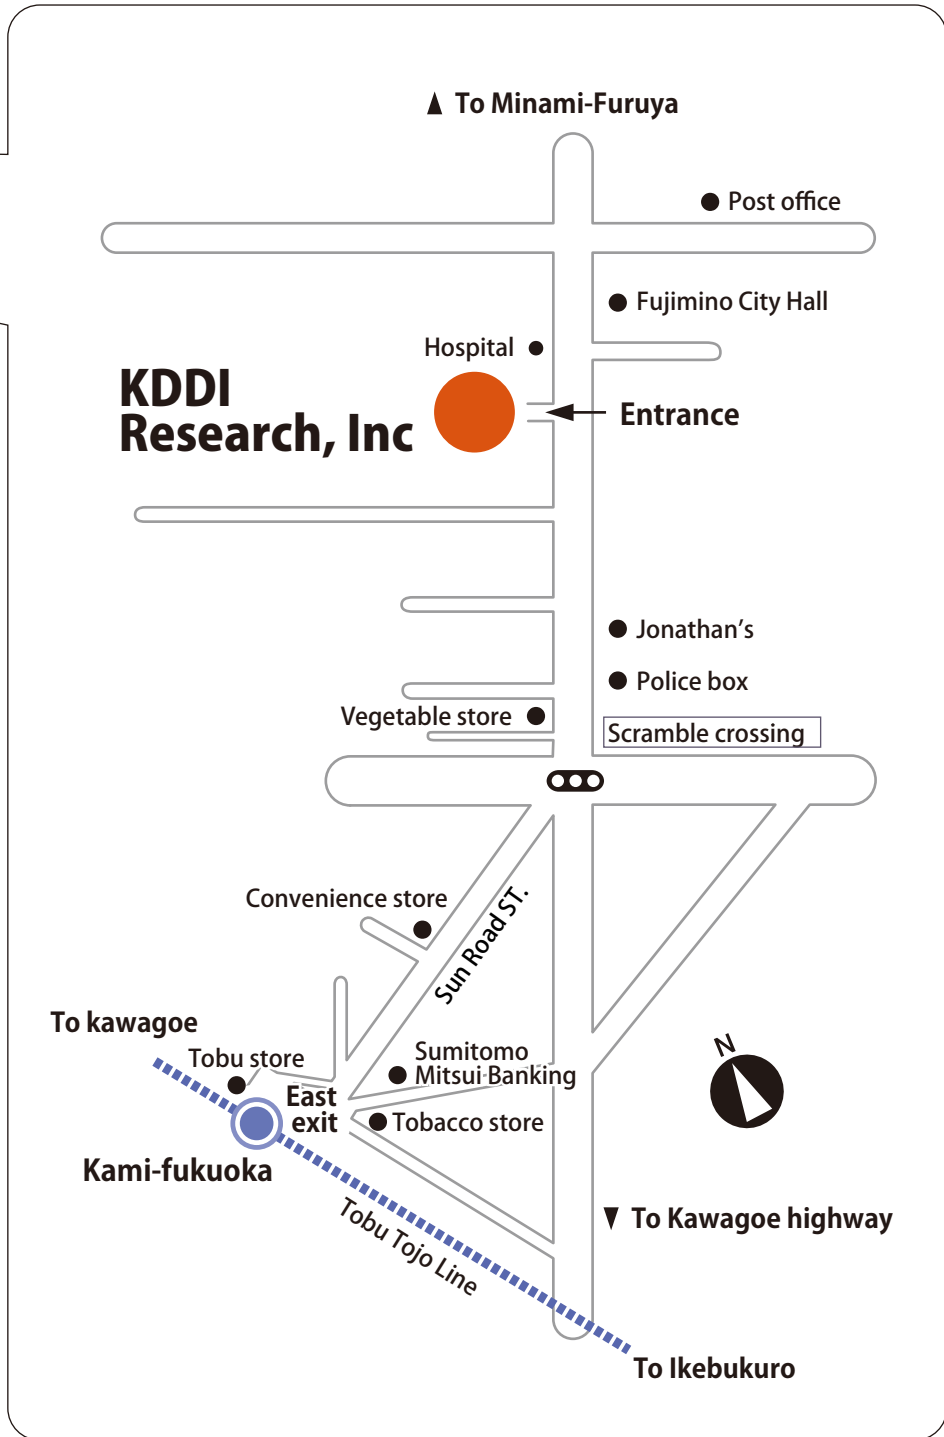 ▲ To Minami-Furuya
Post office
Fujimino City Hall
Hospital
KDDI
Research, Inc
Entrance
Jonathan's
Police box
Vegetable store
Scramble crossing
Convenience store
Sun Road ST.
To kawagoe
N
Tobu store
Sumitomo
Mitsui Banking
East
exit
Tobacco store
Kami-fukuoka
Tobu Tojo Line
▼ To Kawagoe highway
To Ikebukuro